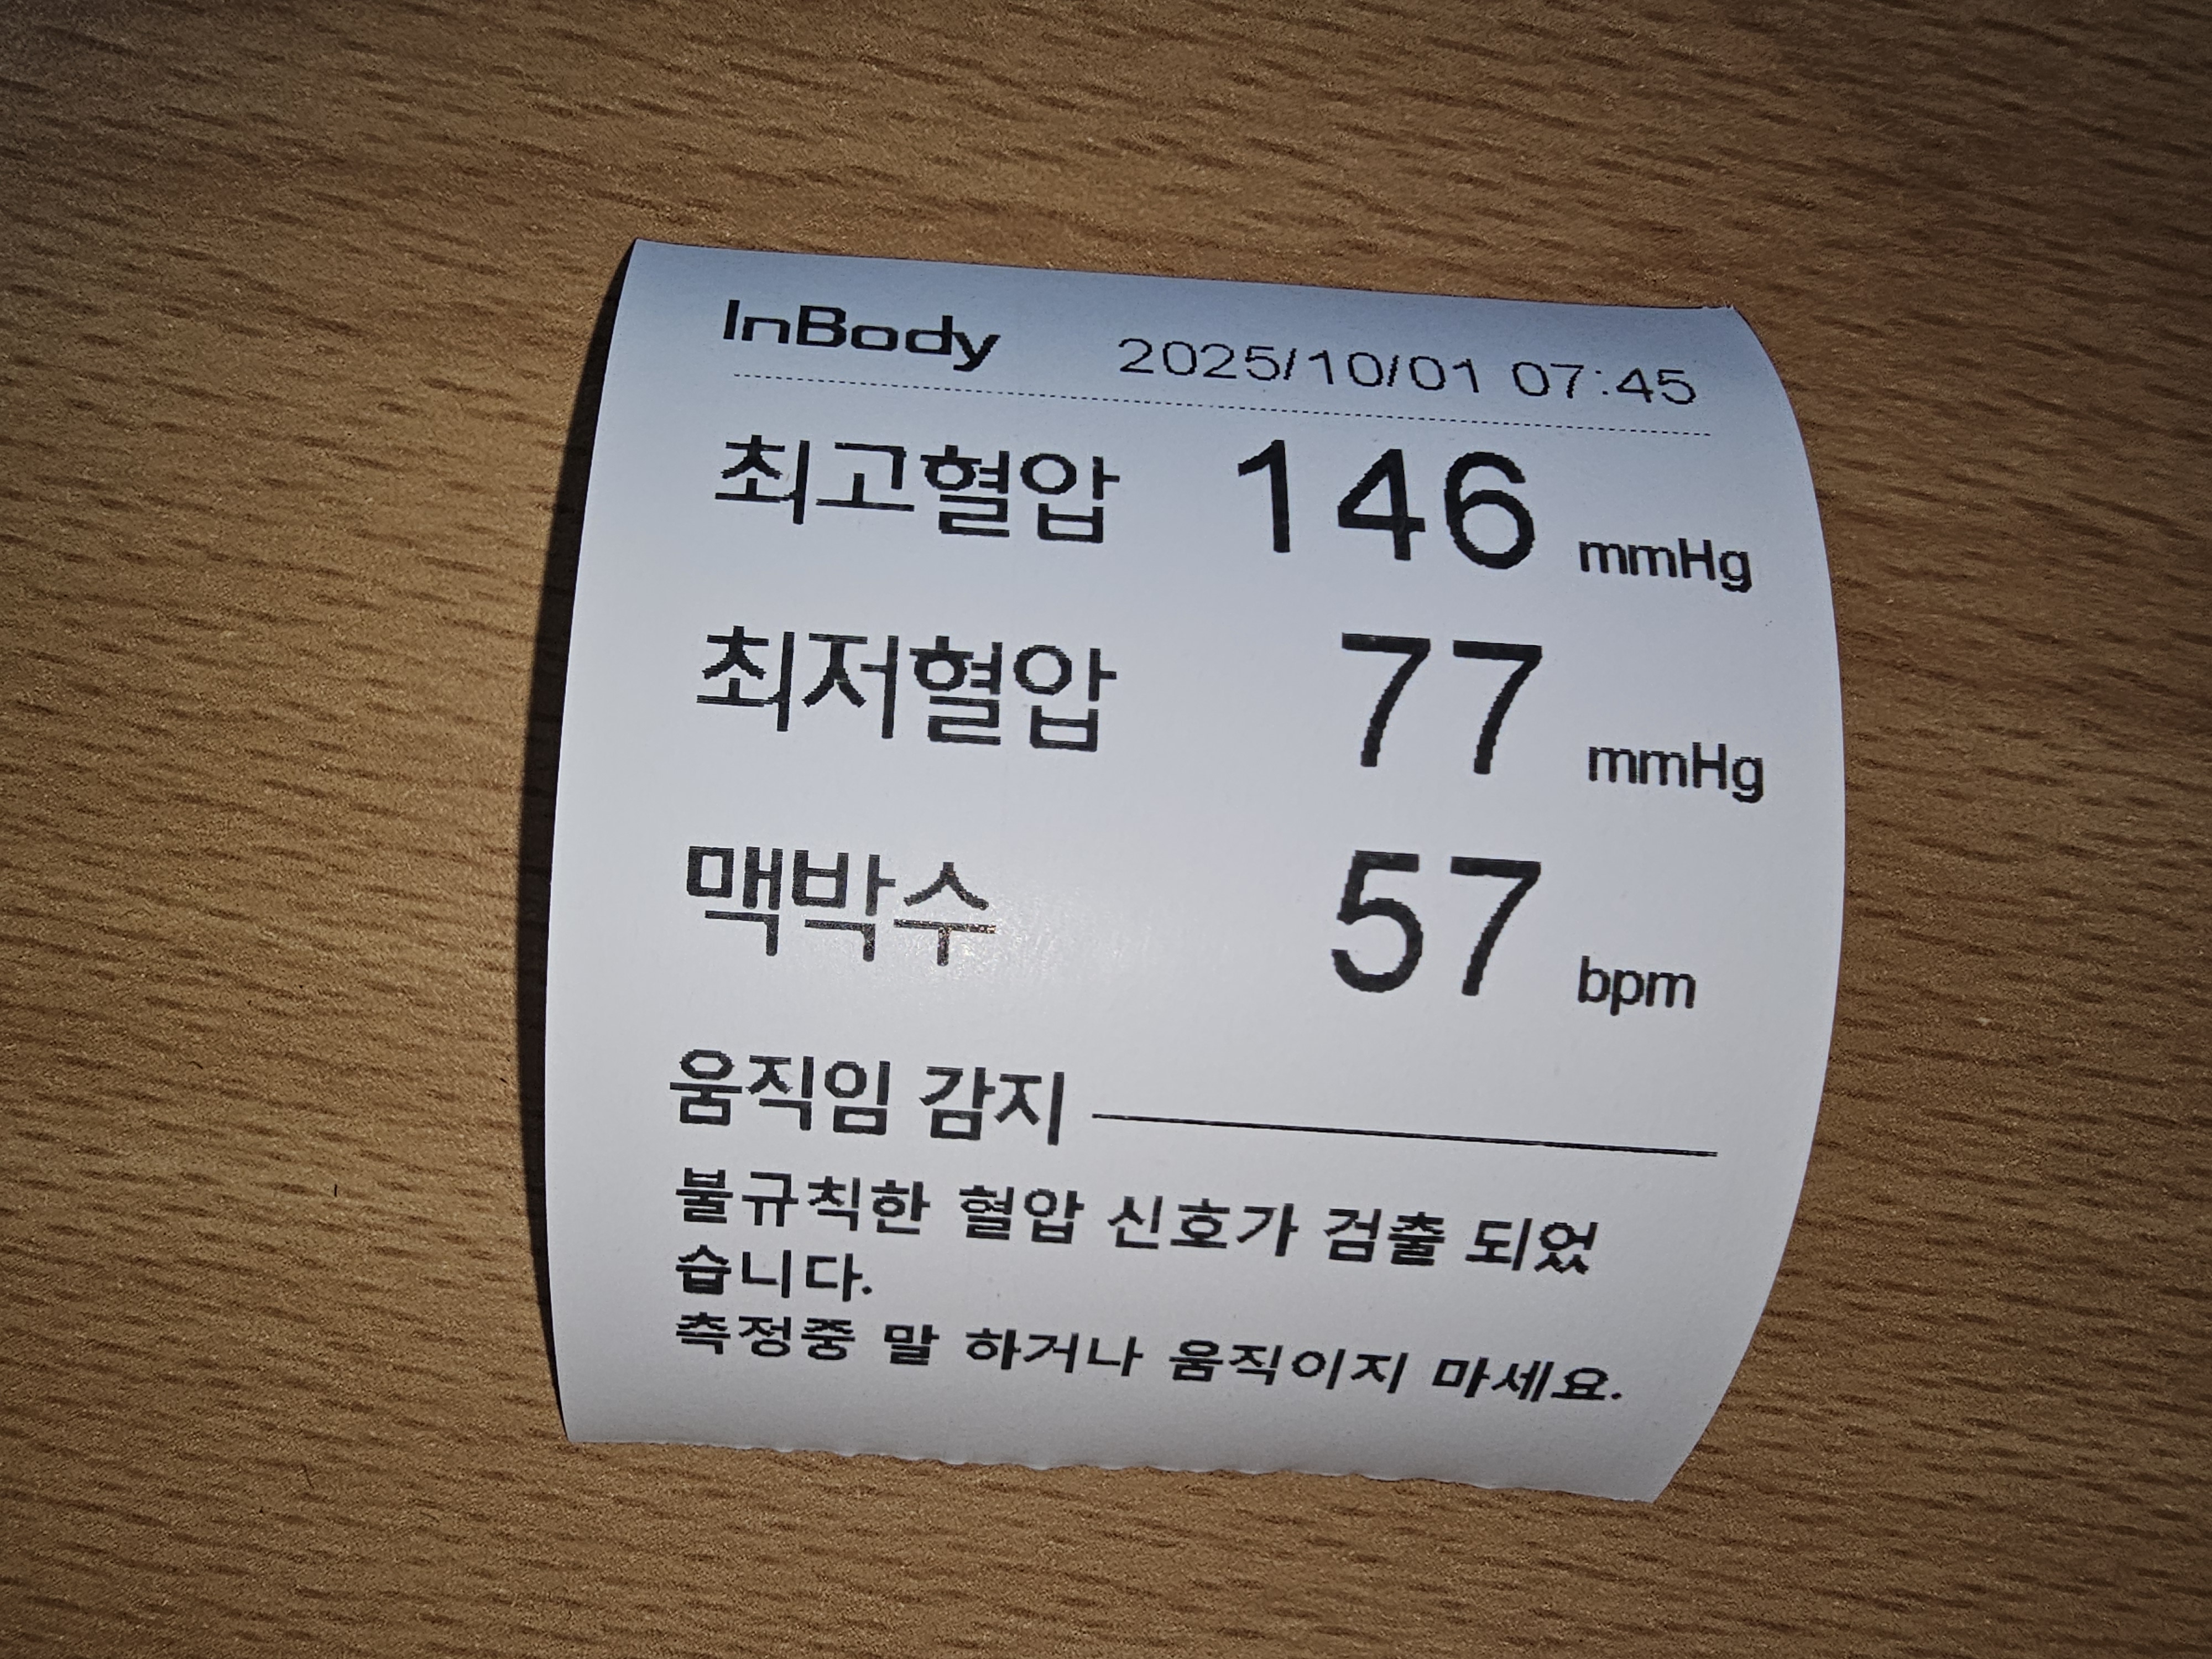 InBody 2025/10/01 07:45
최고혈압 146 mmHg
최저혈압 77 mmHg
맥박수 57 bpm
움직임 감지
불규칙한 혈압 신호가 검출 되었
습니다.
측정중 말 하거나 움직이지 마세요.